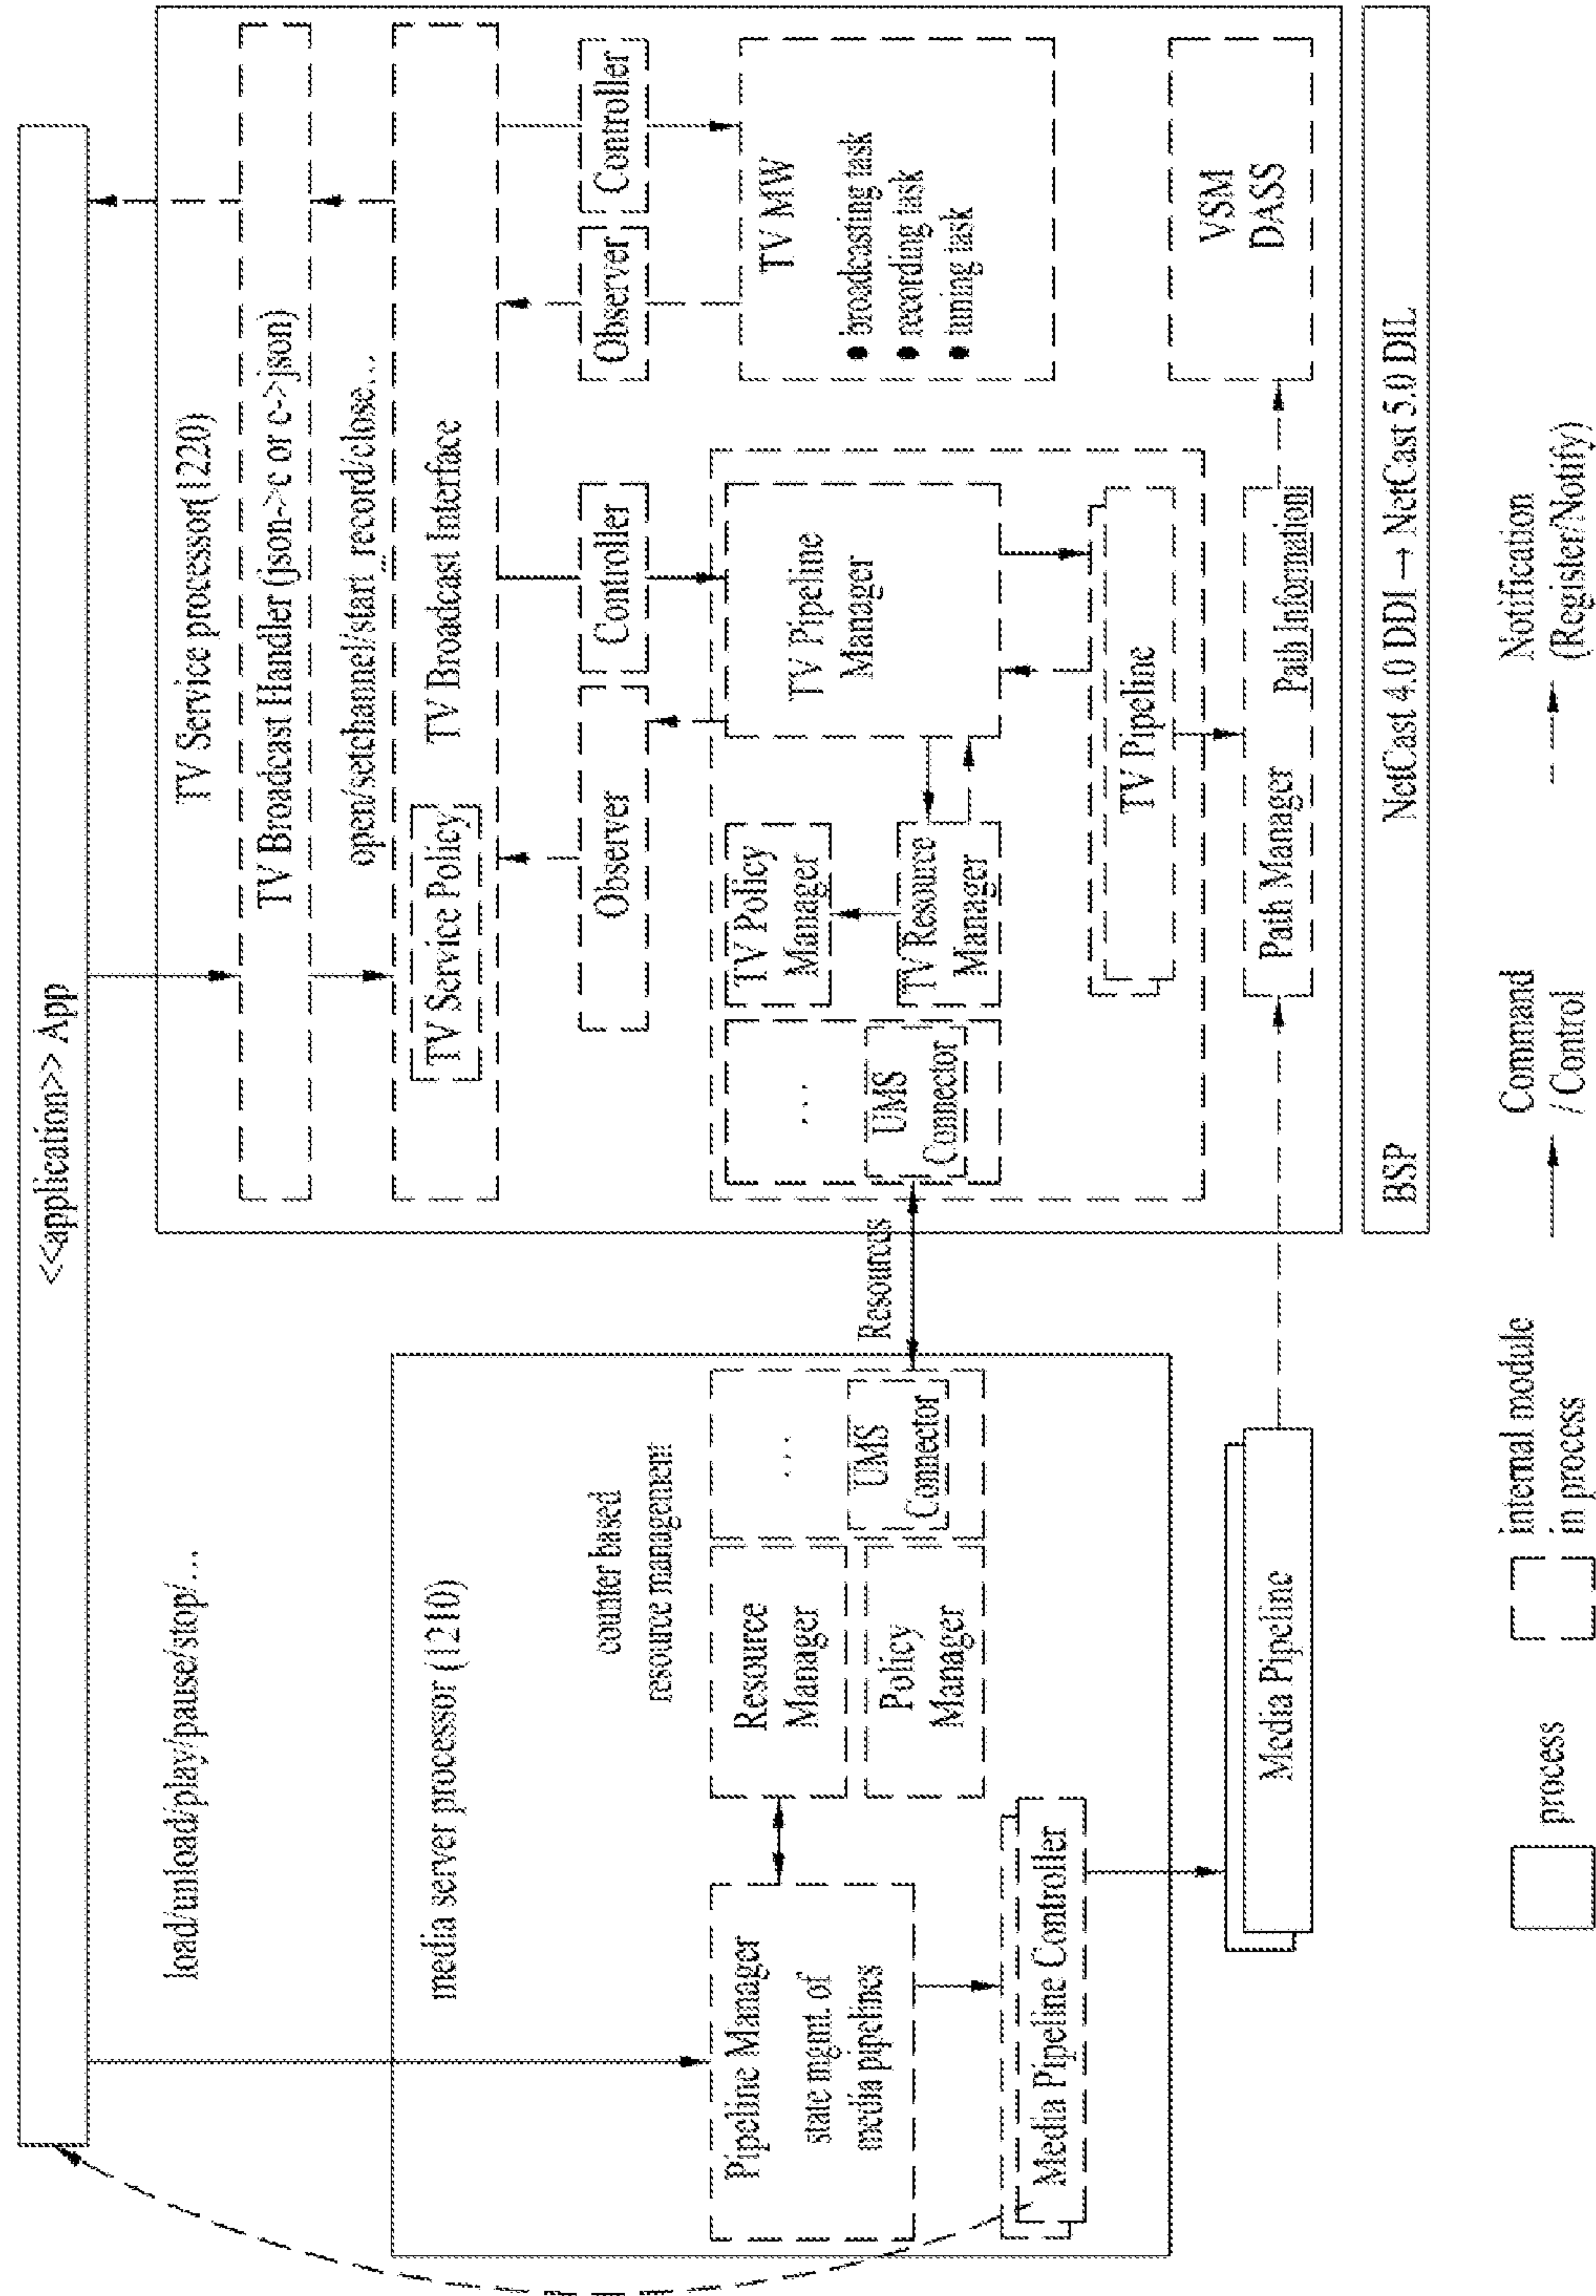 <<application>> App
load/unload/play/pause/stop/...
media server processor (1210)
counter based
resource management
Pipeline Manager
state mgmt. of
media pipelines
Resource
Manager
Policy
Manager
...
UMS
Connector
Media Pipeline Controller
Media Pipeline
Resources
TV Service processor(1220)
TV Broadcast Handler (json->c or c->json)
open/setchannel/start_record/close...
TV Service Policy
TV Broadcast Interface
Observer
Controller
Observer
Controller
...
UMS
Connector
TV Policy
Manager
TV Resource
Manager
TV Pipeline
Manager
TV MW
● broadcasting task
● recording task
● tuning task
TV Pipeline
Path Manager
Path Information
VSM
DASS
BSP
NetCast 4.0 DDI → NetCast 5.0 DIL
process
internal module
in process
Command
/ Control
Notification
(Register/Notify)